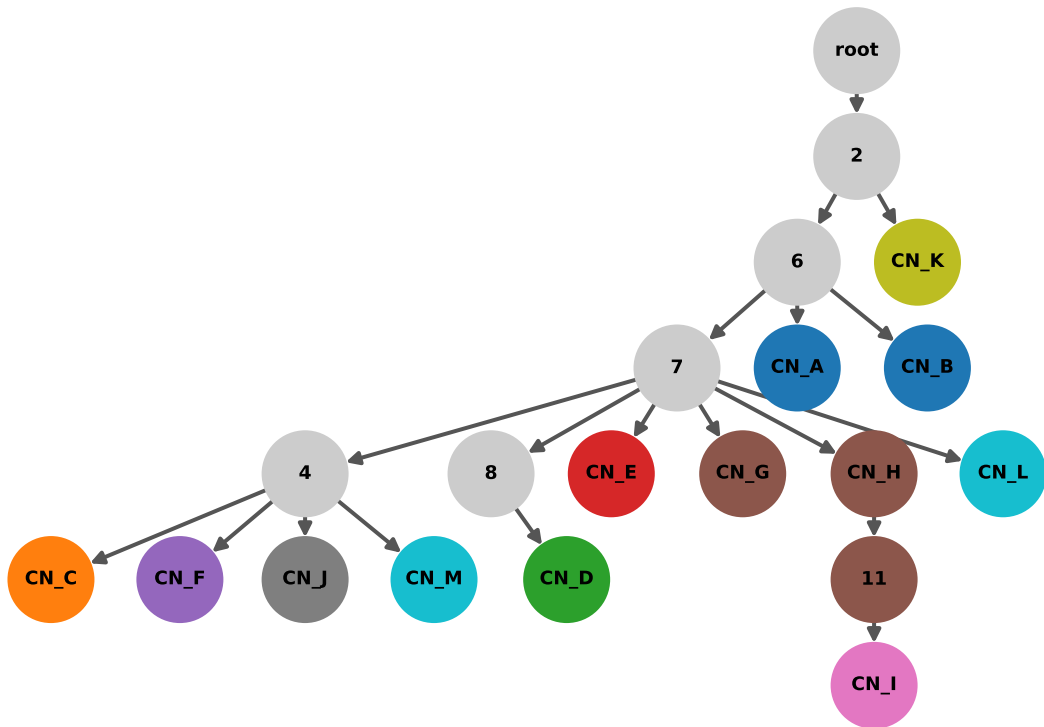 root
2
6
CN_K
7
CN_A
CN_B
4
8
CN_E
CN_G
CN_H
CN_L
CN_C
CN_F
CN_J
CN_M
CN_D
11
CN_I